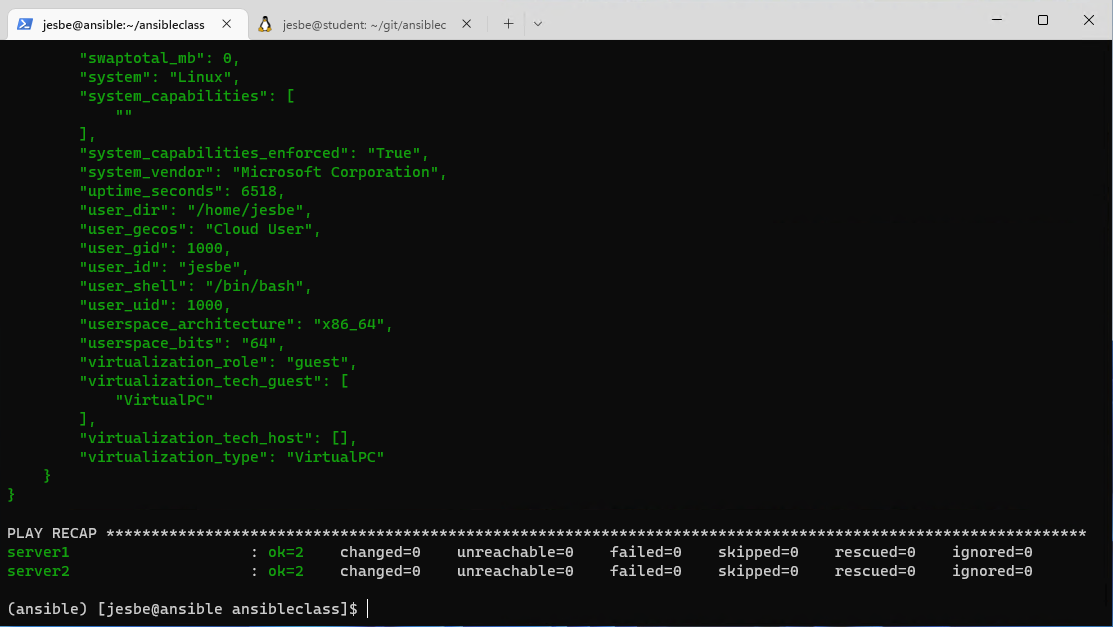 jesbe@ansible:~/ansibleclass
jesbe@student: ~/git/ansiblec
"swaptotal_mb": 0,
"system": "Linux",
"system_capabilities": [
""
],
"system_capabilities_enforced": "True",
"system_vendor": "Microsoft Corporation",
"uptime_seconds": 6518,
"user_dir": "/home/jesbe",
"user_gecos": "Cloud User",
"user_gid": 1000,
"user_id": "jesbe",
"user_shell": "/bin/bash",
"user_uid": 1000,
"userspace_architecture": "x86_64",
"userspace_bits": "64",
"virtualization_role": "guest",
"virtualization_tech_guest": [
"VirtualPC"
],
"virtualization_tech_host": [],
"virtualization_type": "VirtualPC"
}
}
PLAY RECAP *************************************************************************************************************
server1 : ok=2 changed=0 unreachable=0 failed=0 skipped=0 rescued=0 ignored=0
server2 : ok=2 changed=0 unreachable=0 failed=0 skipped=0 rescued=0 ignored=0
(ansible) [jesbe@ansible ansibleclass]$